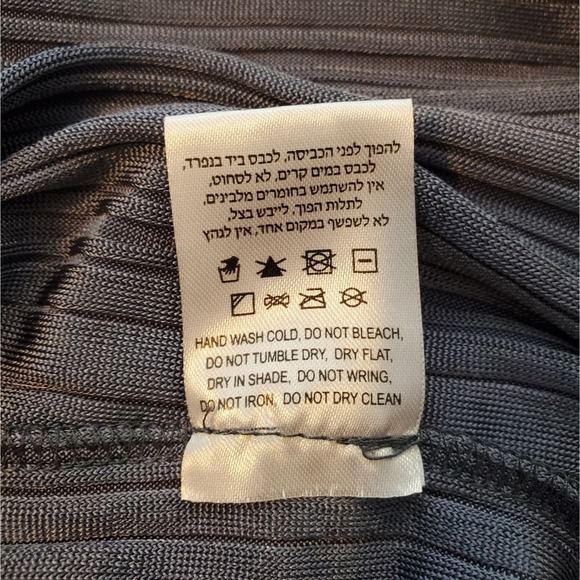 להפוך לפני הכביסה, לכבס ביד בנפרד,
לכבס במים קרים, לא לסחוט,
אין להשתמש בחומרים מלבינים,
לתלות הפוך, לייבש בצל,
לא לשפשף במקום אחד, אין לגהץ
HAND WASH COLD, DO NOT BLEACH,
DO NOT TUMBLE DRY, DRY FLAT,
DRY IN SHADE, DO NOT WRING,
DO NOT IRON, DO NOT DRY CLEAN